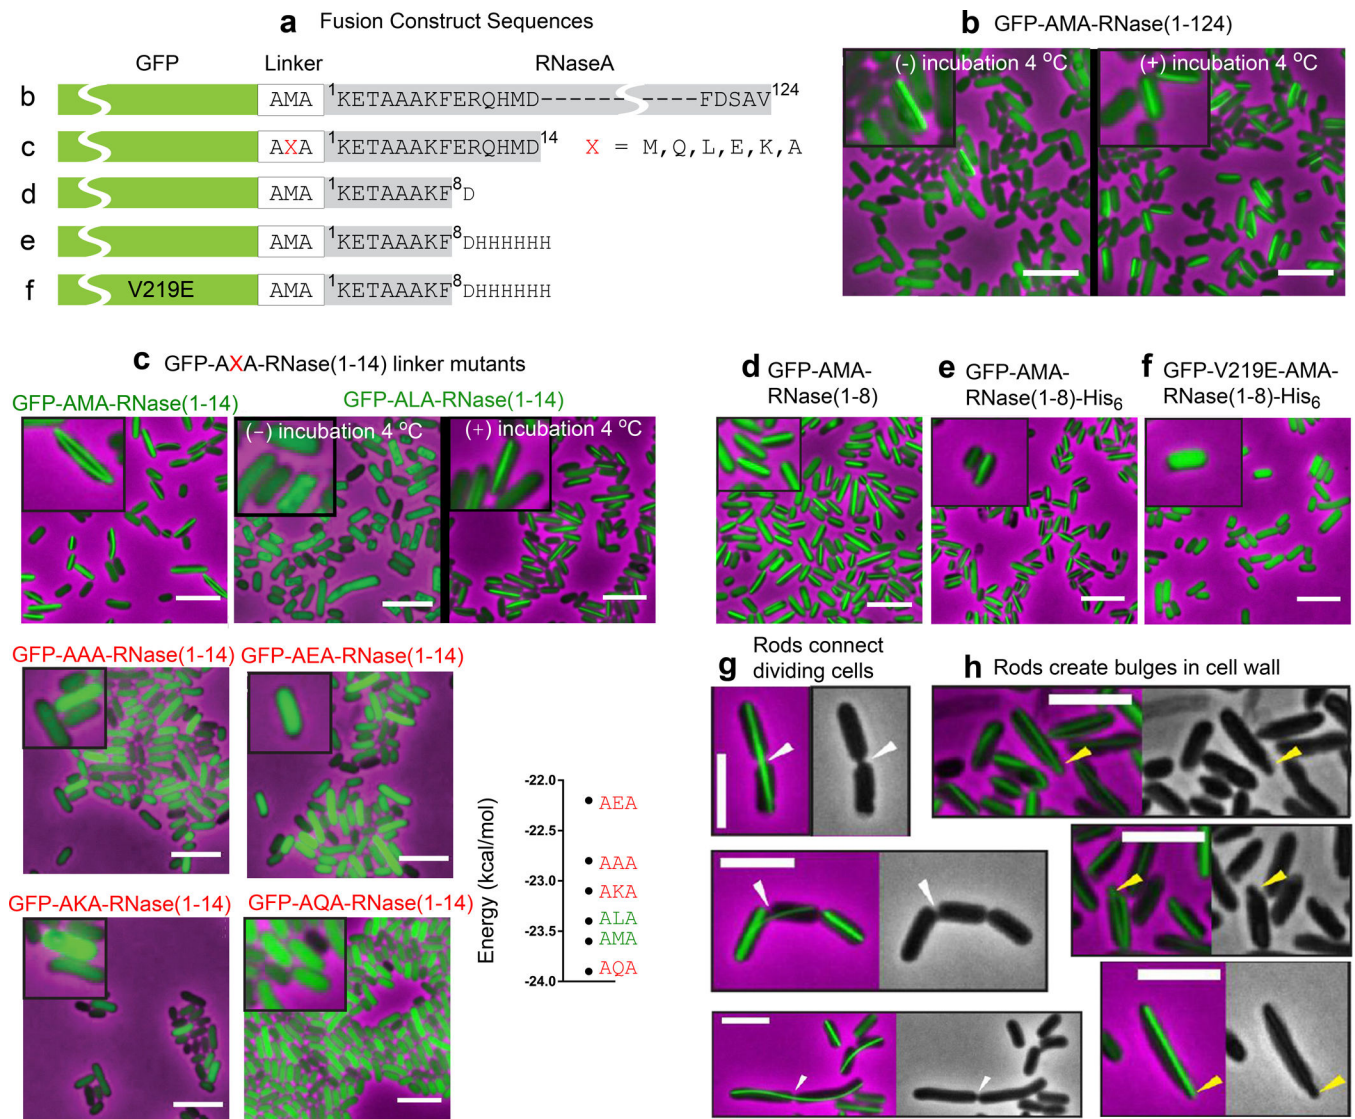 a Fusion Construct Sequences
GFP Linker RNaseA
b AMA 1KETAAAKFERQHMD------------FDSAV124
c AXA 1KETAAAKFERQHMD14 X = M,Q,L,E,K,A
d AMA 1KETAAAKF8D
e AMA 1KETAAAKF8DHHHHHH
f V219E AMA 1KETAAAKF8DHHHHHH
b GFP-AMA-RNase(1-124)
(-) incubation 4 °C
(+) incubation 4 °C
c GFP-AXA-RNase(1-14) linker mutants
GFP-AMA-RNase(1-14)
GFP-ALA-RNase(1-14)
(−) incubation 4 °C
(+) incubation 4 °C
GFP-AAA-RNase(1-14)
GFP-AEA-RNase(1-14)
GFP-AKA-RNase(1-14)
GFP-AQA-RNase(1-14)
Energy (kcal/mol)
-22.0
-22.5
-23.0
-23.5
-24.0
AEA
AAA
AKA
ALA
AMA
AQA
d GFP-AMA-
RNase(1-8)
e GFP-AMA-
RNase(1-8)-His6
f GFP-V219E-AMA-
RNase(1-8)-His6
g Rods connect
dividing cells
h Rods create bulges in cell wall